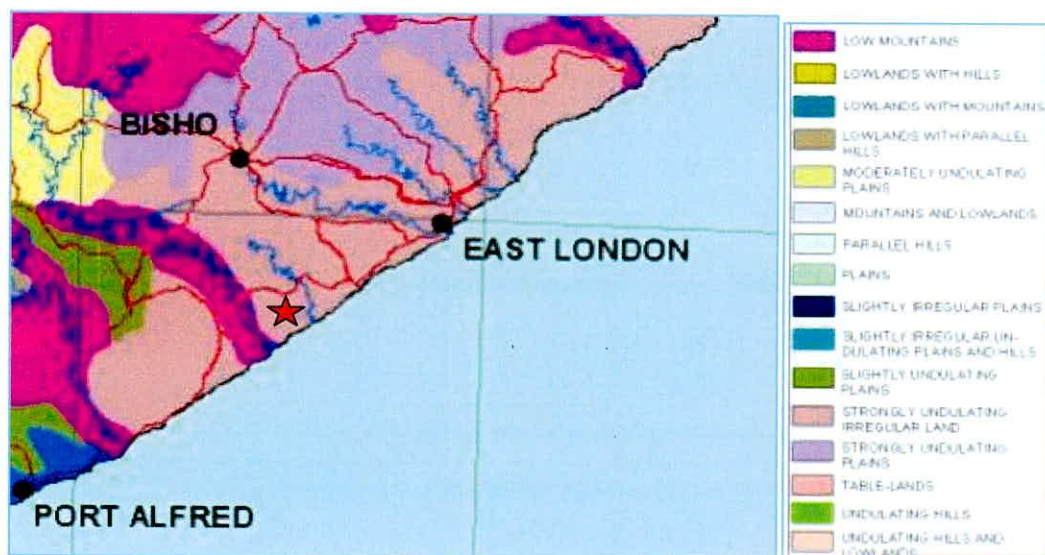 BISHO
EAST LONDON
PORT ALFRED
LOW MOUNTAINS
LOWLANDS WITH HILLS
LOWLANDS WITH MOUNTAINS
LOWLANDS WITH PARALLEL
HILLS
MODERATELY UNDULATING
PLAINS
MOUNTAINS AND LOWLANDS
PARALLEL HILLS
PLAINS
SLIGHTLY IRREGULAR PLAINS
SLIGHTLY IRREGULAR UN-
DULATING PLAINS AND HILLS
SLIGHTLY UNDULATING
PLAINS
STRONGLY UNDULATING
IRREGULAR LAND
STRONGLY UNDULATING
PLAINS
TABLE-LANDS
UNDULATING HILLS
UNDULATING HILLS AND
LOWLANDS